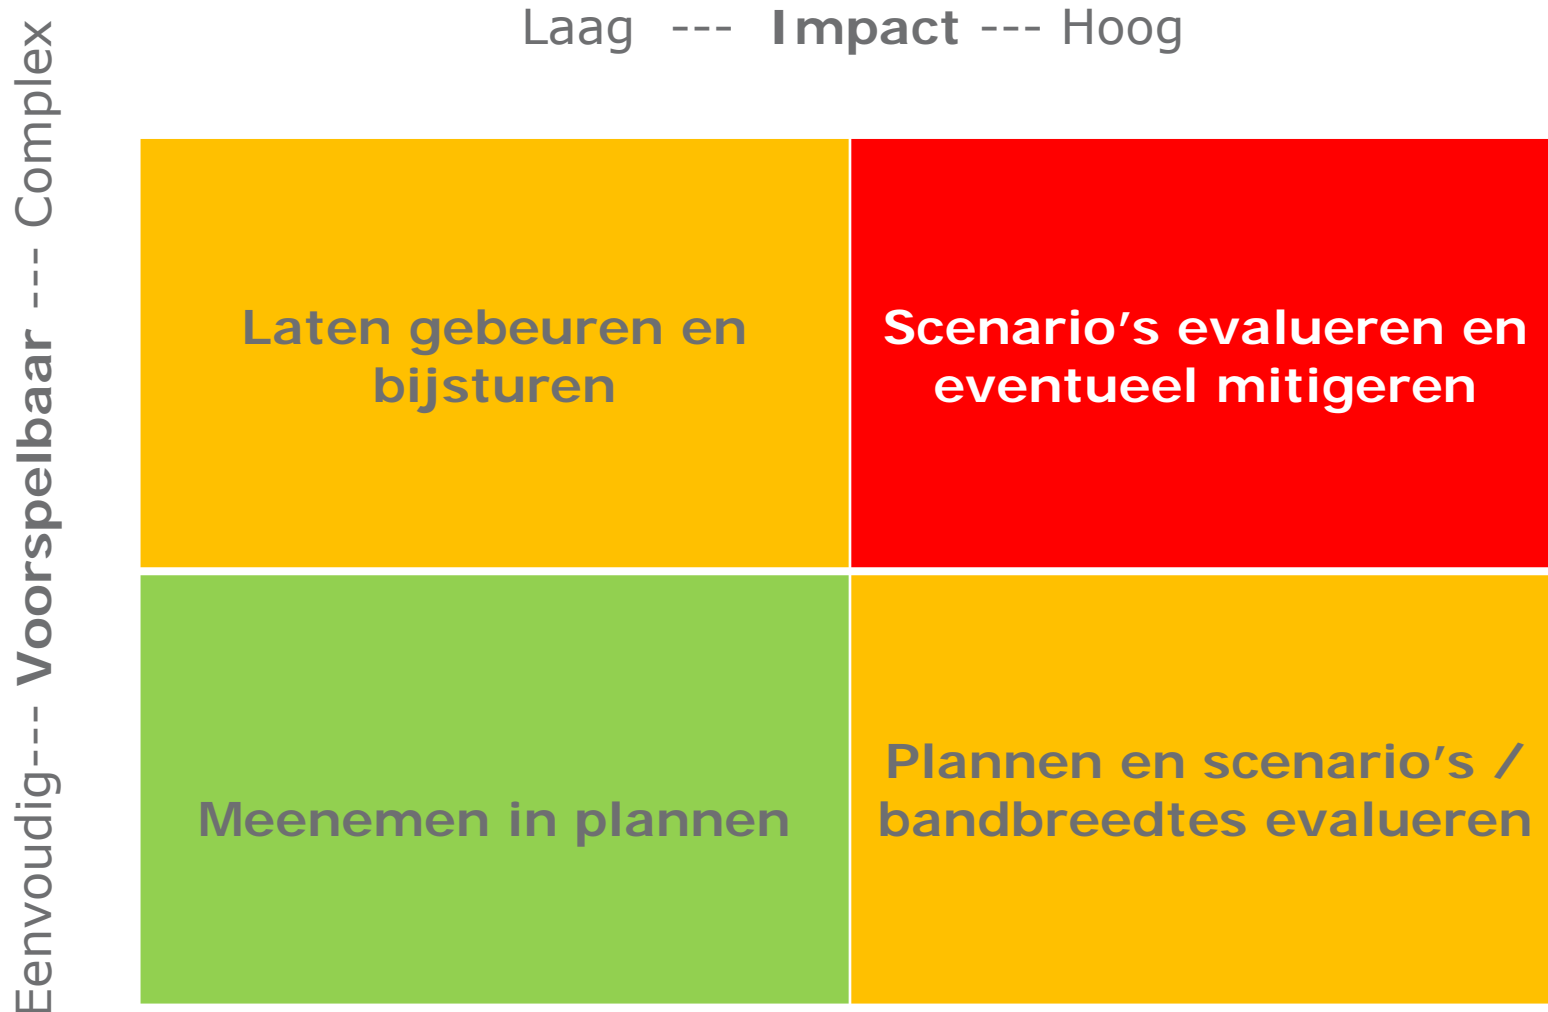 Laag --- Impact --- Hoog
Eenvoudig--- Voorspelbaar --- Complex
Laten gebeuren en
bijsturen
Scenario’s evalueren en
eventueel mitigeren
Meenemen in plannen
Plannen en scenario’s /
bandbreedtes evalueren